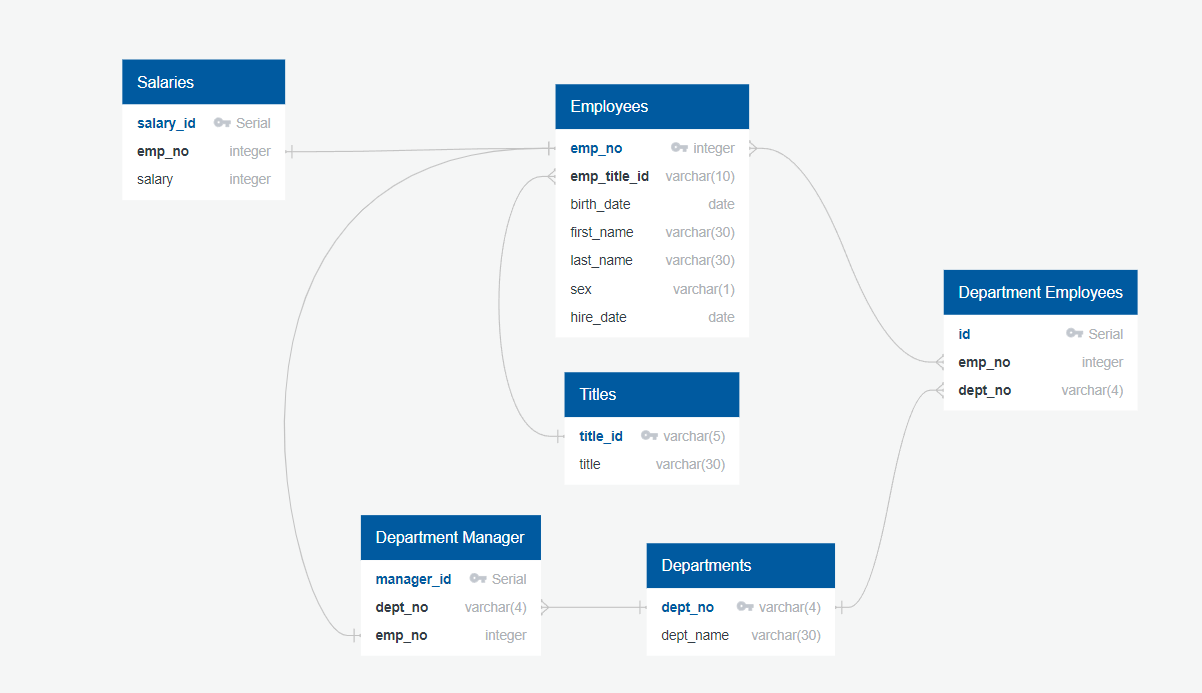 Salaries
salary_id Serial
emp_no integer
salary integer
Employees
emp_no integer
emp_title_id varchar(10)
birth_date date
first_name varchar(30)
last_name varchar(30)
sex varchar(1)
hire_date date
Department Employees
id Serial
emp_no integer
dept_no varchar(4)
Titles
title_id varchar(5)
title varchar(30)
Department Manager
manager_id Serial
dept_no varchar(4)
emp_no integer
Departments
dept_no varchar(4)
dept_name varchar(30)